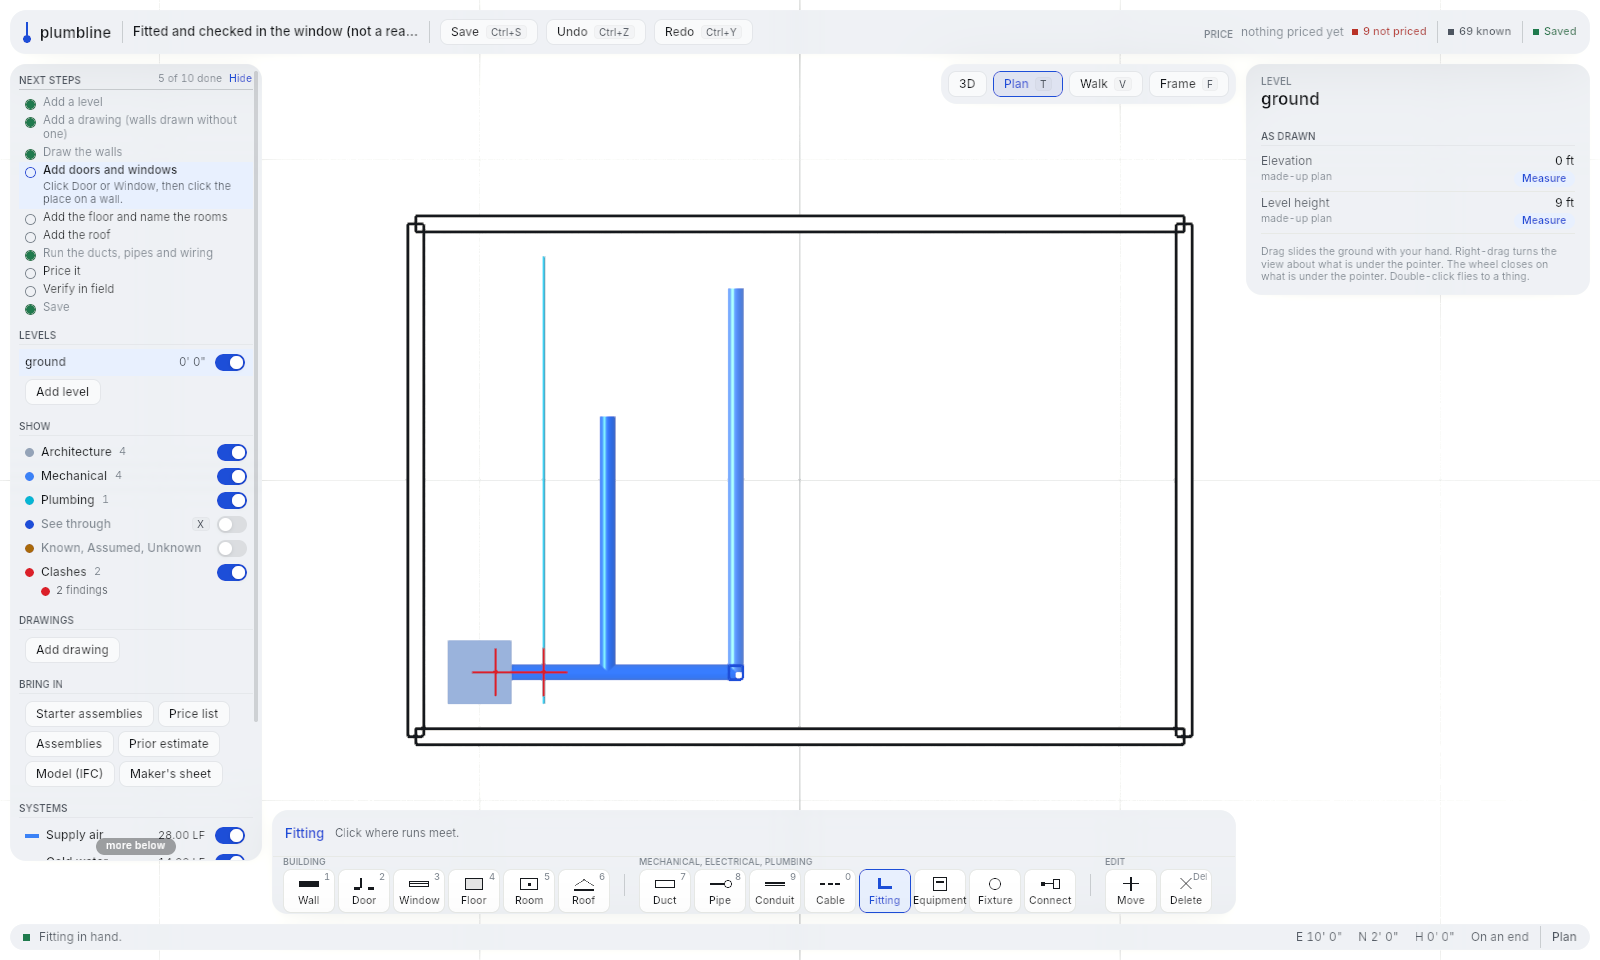 plumbline
Fitted and checked in the window (not a rea...
Save Ctrl+S
Undo Ctrl+Z
Redo Ctrl+Y
PRICE nothing priced yet
9 not priced
69 known
Saved
NEXT STEPS
5 of 10 done Hide
Add a level
Add a drawing (walls drawn without
one)
Draw the walls
Add doors and windows
Click Door or Window, then click the
place on a wall.
Add the floor and name the rooms
Add the roof
Run the ducts, pipes and wiring
Price it
Verify in field
Save
LEVELS
ground 0' 0"
Add level
SHOW
Architecture 4
Mechanical 4
Plumbing 1
See through X
Known, Assumed, Unknown
Clashes 2
2 findings
DRAWINGS
Add drawing
BRING IN
Starter assemblies Price list
Assemblies Prior estimate
Model (IFC) Maker's sheet
SYSTEMS
Supply air 28.00 LF
more below
3D
Plan T
Walk V
Frame F
LEVEL
ground
AS DRAWN
Elevation 0 ft
made-up plan Measure
Level height 9 ft
made-up plan Measure
Drag slides the ground with your hand. Right-drag turns the
view about what is under the pointer. The wheel closes on
what is under the pointer. Double-click flies to a thing.
Fitting Click where runs meet.
BUILDING
1 2 3 4 5 6
Wall Door Window Floor Room Roof
MECHANICAL, ELECTRICAL, PLUMBING
7 8 9 0
Duct Pipe Conduit Cable Fitting Equipment Fixture Connect
EDIT
Del
Move Delete
Fitting in hand.
E 10' 0" N 2' 0" H 0' 0" On an end Plan